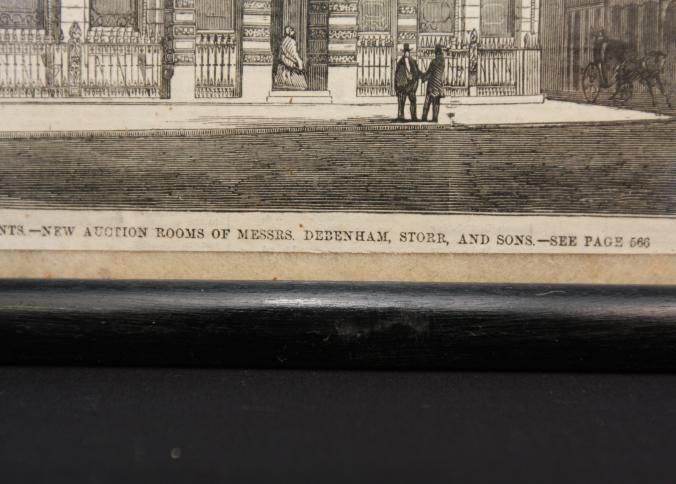 NTS.—NEW AUCTION ROOMS OF MESSRS. DEBENHAM, STORR, AND SONS.—SEE PAGE 566